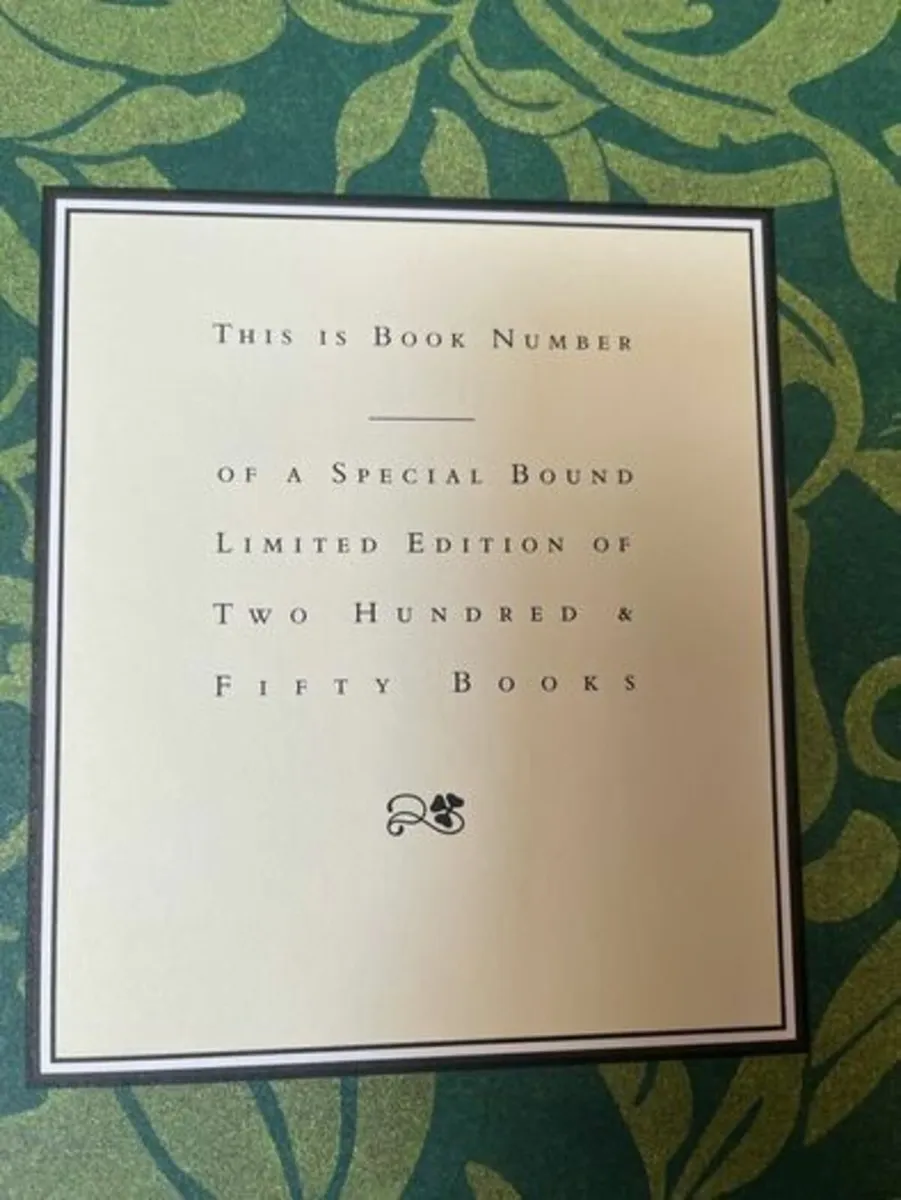 This is Book Number
of a Special Bound
Limited Edition of
Two Hundred &
Fifty Books